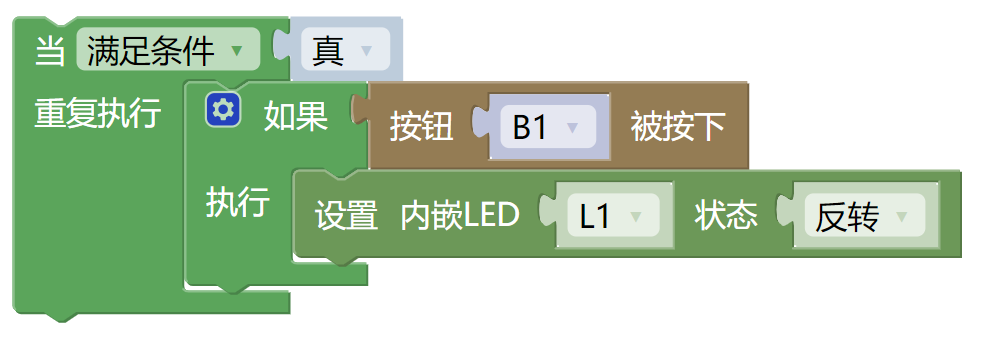 当 满足条件 真
重复执行 如果 按钮 B1 被按下
执行 设置 内嵌LED L1 状态 反转